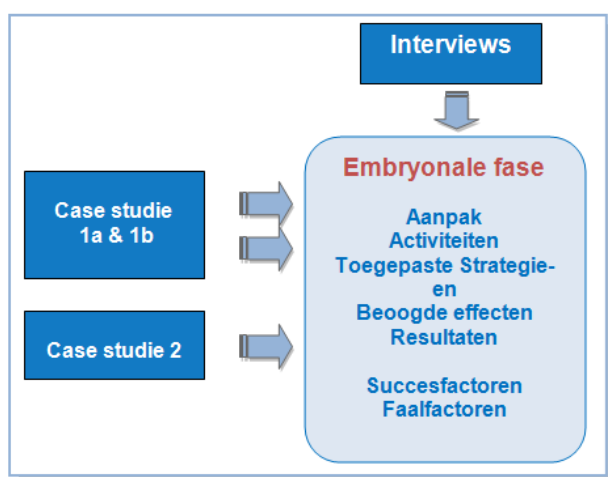 Interviews
Embryonale fase
Case studie
1a & 1b
Aanpak
Activiteiten
Toegepaste Strategie-
en
Beoogde effecten
Resultaten
Case studie 2
Succesfactoren
Faalfactoren